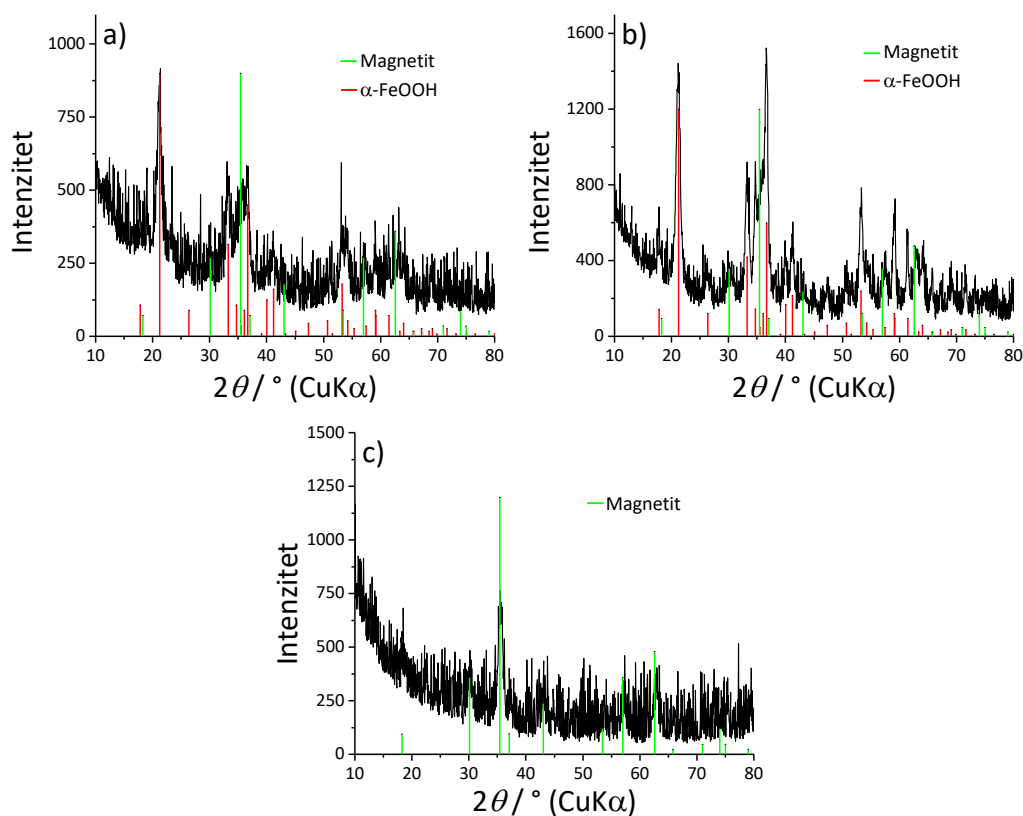 a)
Magnetit
α-FeOOH
Intenzitet
1000
750
500
250
0
10 20 30 40 50 60 70 80
2θ / ° (CuKα)
b)
Magnetit
α-FeOOH
Intenzitet
1600
1200
800
400
0
10 20 30 40 50 60 70 80
2θ / ° (CuKα)
c)
Magnetit
Intenzitet
1500
1250
1000
750
500
250
0
10 20 30 40 50 60 70 80
2θ / ° (CuKα)